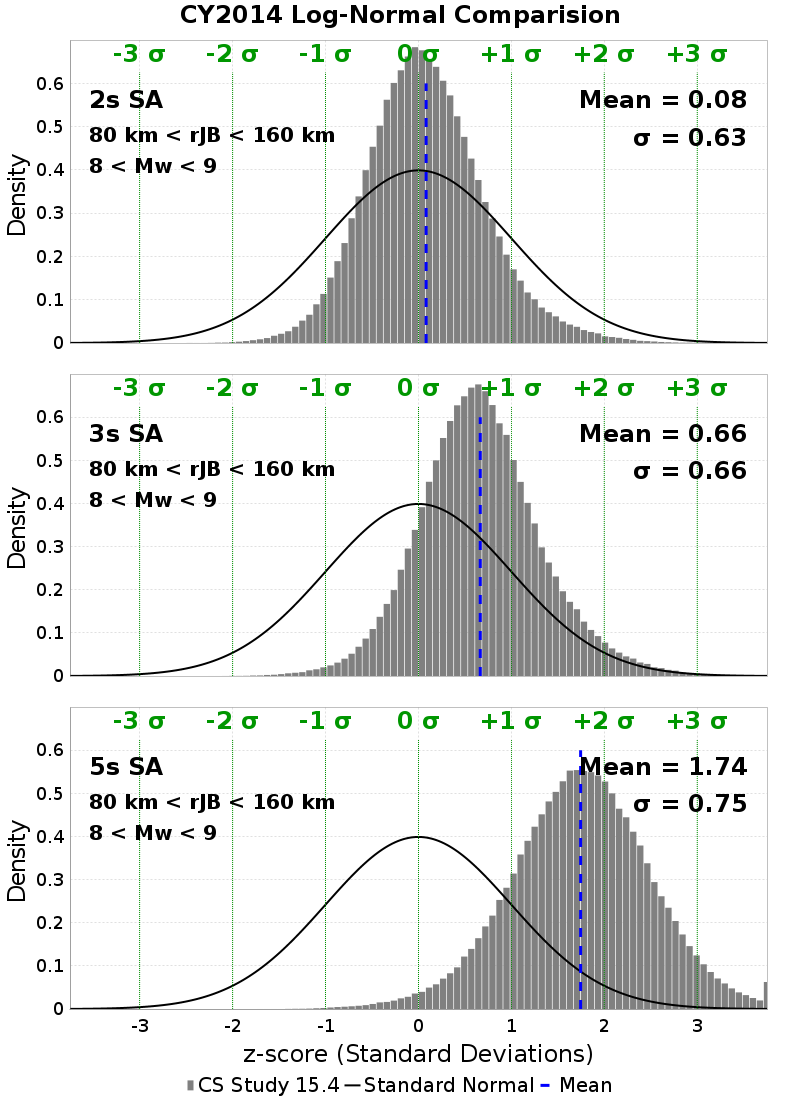 CY2014 Log-Normal Comparision
-3 σ -2 σ -1 σ 0 σ +1 σ +2 σ +3 σ
2s SA Mean = 0.08
80 km < rJB < 160 km σ = 0.63
8 < Mw < 9
0.6
0.5
0.4
0.3
0.2
0.1
0
Density
-3 σ -2 σ -1 σ 0 σ +1 σ +2 σ +3 σ
3s SA Mean = 0.66
80 km < rJB < 160 km σ = 0.66
8 < Mw < 9
0.6
0.5
0.4
0.3
0.2
0.1
0
Density
-3 σ -2 σ -1 σ 0 σ +1 σ +2 σ +3 σ
5s SA Mean = 1.74
80 km < rJB < 160 km σ = 0.75
8 < Mw < 9
0.6
0.5
0.4
0.3
0.2
0.1
0
Density
-3 -2 -1 0 1 2 3
z-score (Standard Deviations)
CS Study 15.4 Standard Normal Mean